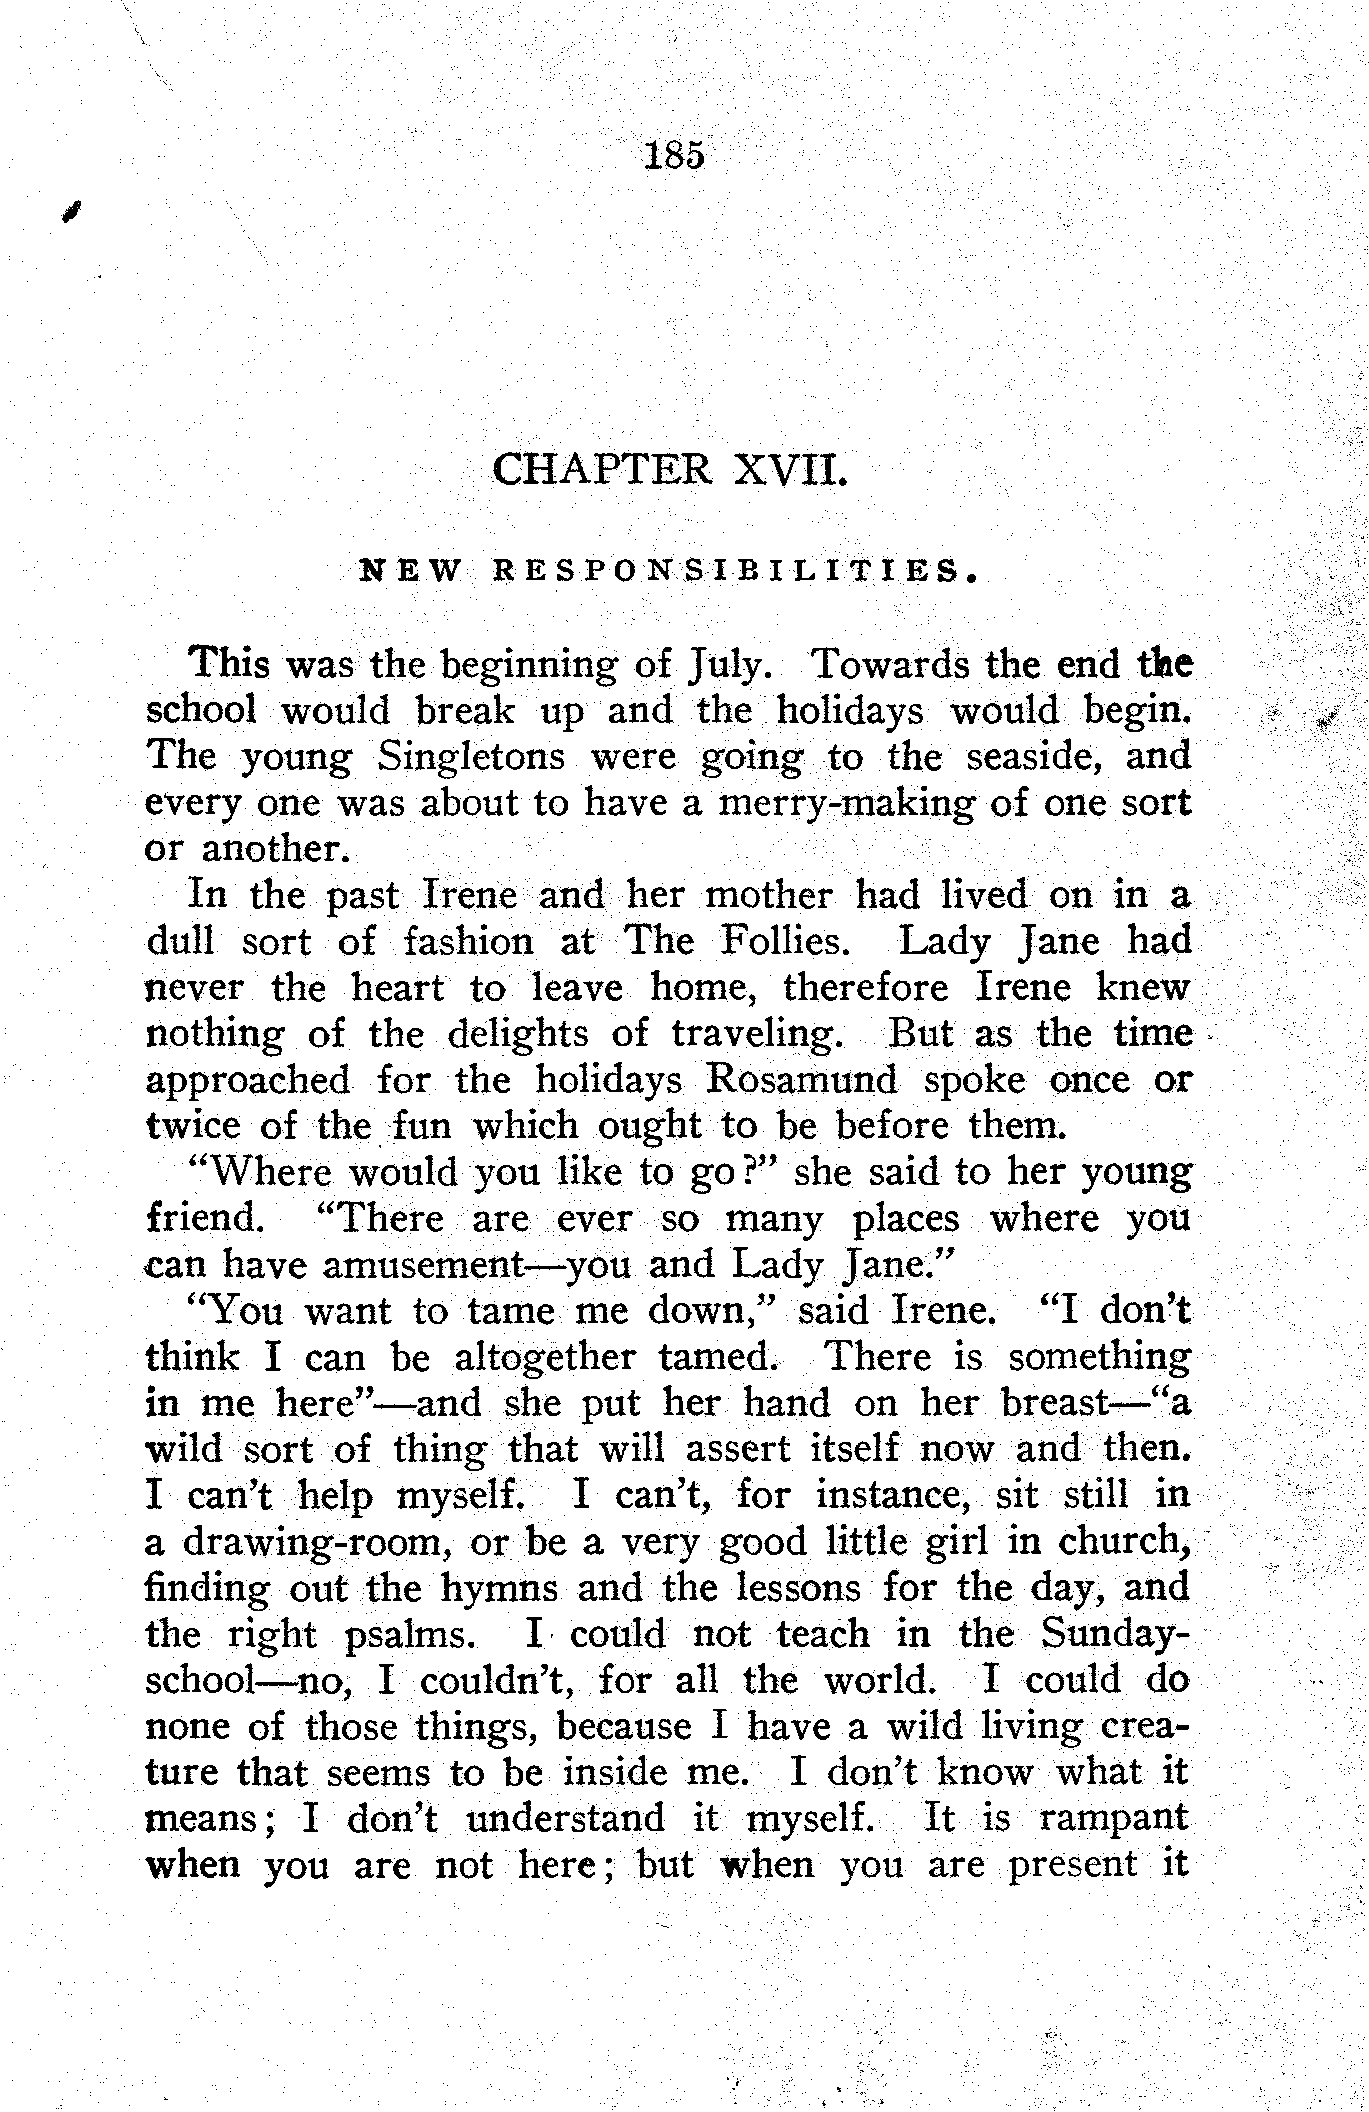 185
CHAPTER XVII.
NEW RESPONSIBILITIES.
This was the beginning of July. Towards the end the
school would break up and the holidays would begin.
The young Singletons were going to the seaside, and
every one was about to have a merry-making of one sort
or another.
In the past Irene and her mother had lived on in a
dull sort of fashion at The Follies. Lady Jane had
never the heart to leave home, therefore Irene knew
nothing of the delights of traveling. But as the time
approached for the holidays Rosamund spoke once or
twice of the fun which ought to be before them.
“Where would you like to go?” she said to her young
friend. “There are ever so many places where you
can have amusement—you and Lady Jane.”
“You want to tame me down,” said Irene. “I don’t
think I can be altogether tamed. There is something
in me here”—and she put her hand on her breast—“a
wild sort of thing that will assert itself now and then.
I can’t help myself. I can’t, for instance, sit still in
a drawing-room, or be a very good little girl in church,
finding out the hymns and the lessons for the day, and
the right psalms. I could not teach in the Sunday-
school—no, I couldn’t, for all the world. I could do
none of those things, because I have a wild living crea-
ture that seems to be inside me. I don’t know what it
means; I don’t understand it myself. It is rampant
when you are not here; but when you are present it